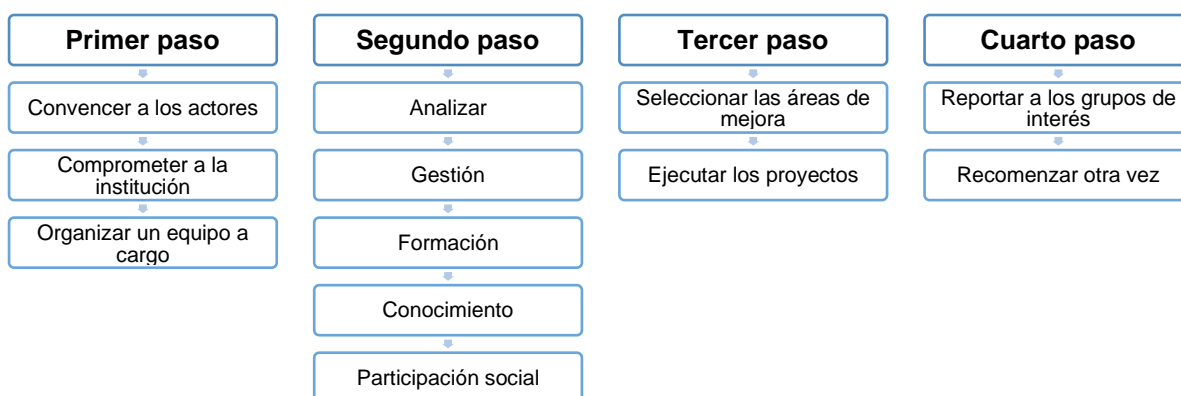 Primer paso
Convencer a los actores
Comprometer a la
institución
Organizar un equipo a
cargo
Segundo paso
Analizar
Gestión
Formación
Conocimiento
Participación social
Tercer paso
Seleccionar las áreas de
mejora
Ejecutar los proyectos
Cuarto paso
Reportar a los grupos de
interés
Recomenzar otra vez